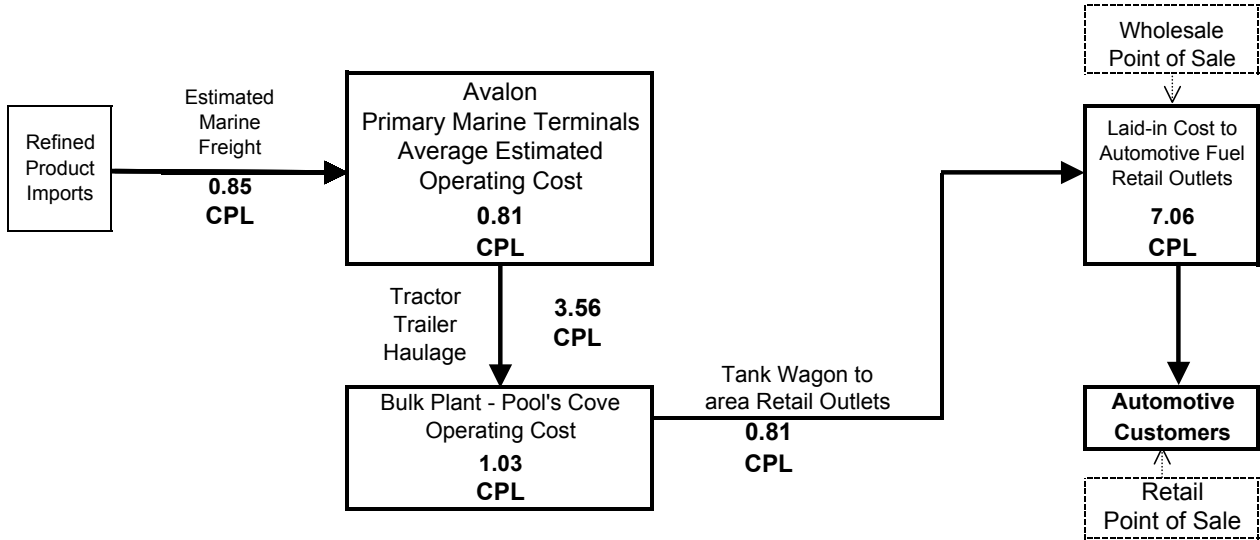 Refined
Product
Imports
Estimated
Marine
Freight
0.85
CPL
Avalon
Primary Marine Terminals
Average Estimated
Operating Cost
0.81
CPL
Tractor
Trailer
Haulage
3.56
CPL
Bulk Plant - Pool's Cove
Operating Cost
1.03
CPL
Tank Wagon to
area Retail Outlets
0.81
CPL
Wholesale
Point of Sale
Laid-in Cost to
Automotive Fuel
Retail Outlets
7.06
CPL
Automotive
Customers
Retail
Point of Sale